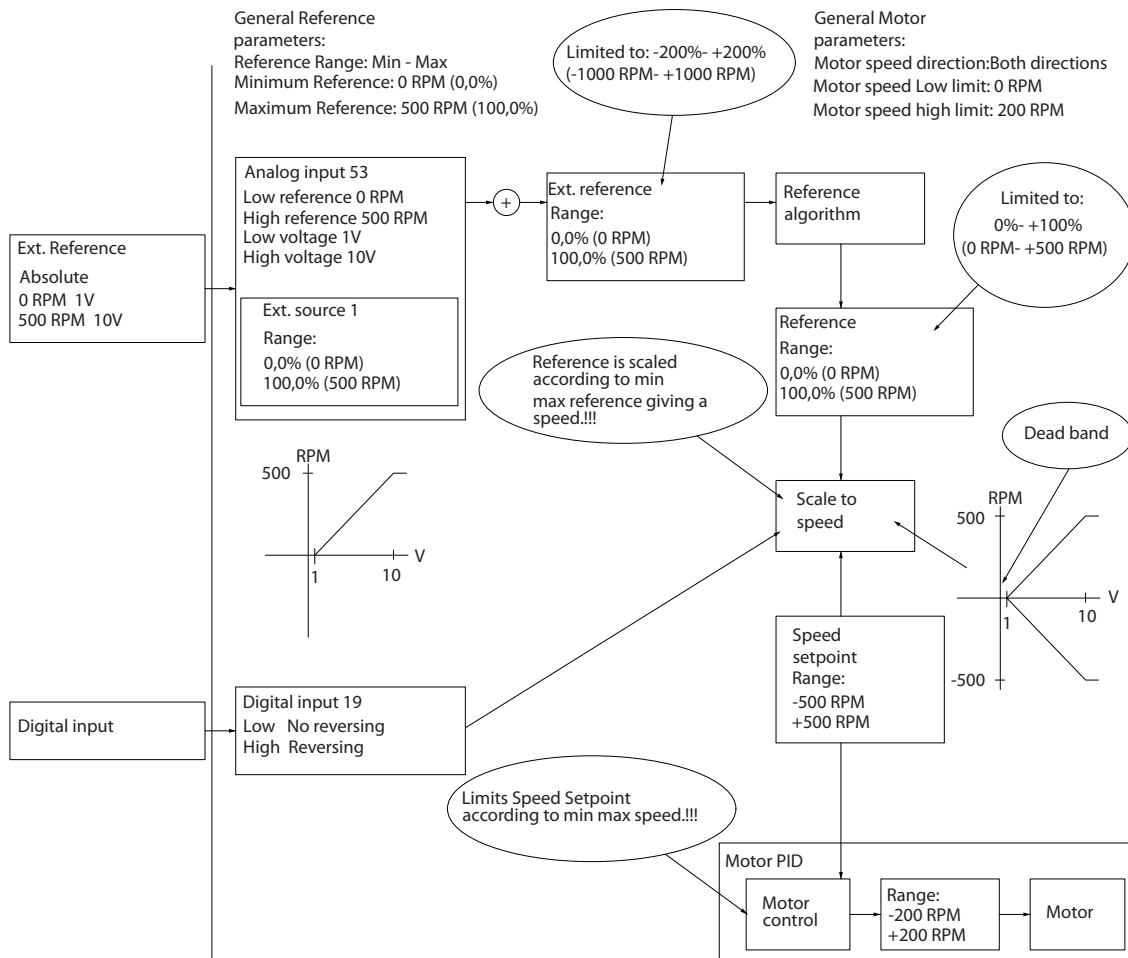 General Reference
parameters:
Reference Range: Min - Max
Minimum Reference: 0 RPM (0,0%)
Maximum Reference: 500 RPM (100,0%)
Limited to: -200%- +200%
(-1000 RPM- +1000 RPM)
General Motor
parameters:
Motor speed direction:Both directions
Motor speed Low limit: 0 RPM
Motor speed high limit: 200 RPM
Ext. Reference
Absolute
0 RPM 1V
500 RPM 10V
Analog input 53
Low reference 0 RPM
High reference 500 RPM
Low voltage 1V
High voltage 10V
Ext. source 1
Range:
0,0% (0 RPM)
100,0% (500 RPM)
+
Ext. reference
Range:
0,0% (0 RPM)
100,0% (500 RPM)
Reference
algorithm
Limited to:
0%- +100%
(0 RPM- +500 RPM)
Reference
Range:
0,0% (0 RPM)
100,0% (500 RPM)
Reference is scaled
according to min
max reference giving a
speed.!!!
Dead band
RPM
500
V
1
10
Scale to
speed
RPM
500
V
1
10
-500
Speed
setpoint
Range:
-500 RPM
+500 RPM
Digital input
Digital input 19
Low No reversing
High Reversing
Limits Speed Setpoint
according to min max speed.!!!
Motor PID
Motor
control
Range:
-200 RPM
+200 RPM
Motor